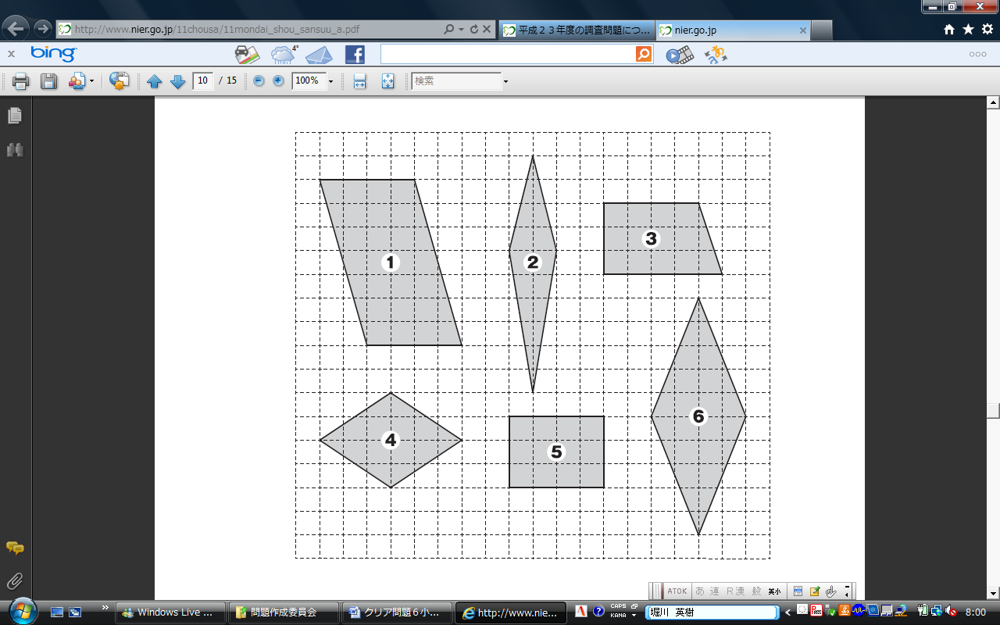 http://www.nier.go.jp/11chousa/11mondai_shou_sansuu_a.pdf
平成２３年度の調査問題につ...
nier.go.jp
x
bing
4°
10 / 15
100%
検索
1
2
3
4
5
6
ATOK あ 連 R漢 般 英小
Windows Live ...
問題作成委員会
クリア問題６小...
http://www.nie...
CAPS
KANA
堀川 英樹
8:00